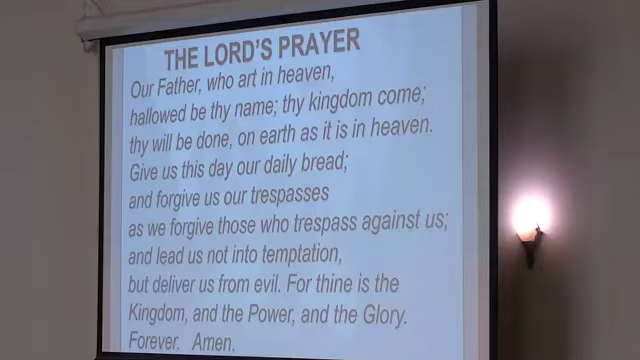 THE LORD'S PRAYER
Our Father, who art in heaven,
hallowed be thy name; thy kingdom come;
thy will be done, on earth as it is in heaven.
Give us this day our daily bread;
and forgive us our trespasses
as we forgive those who trespass against us;
and lead us not into temptation,
but deliver us from evil. For thine is the
Kingdom, and the Power, and the Glory.
Forever. Amen.